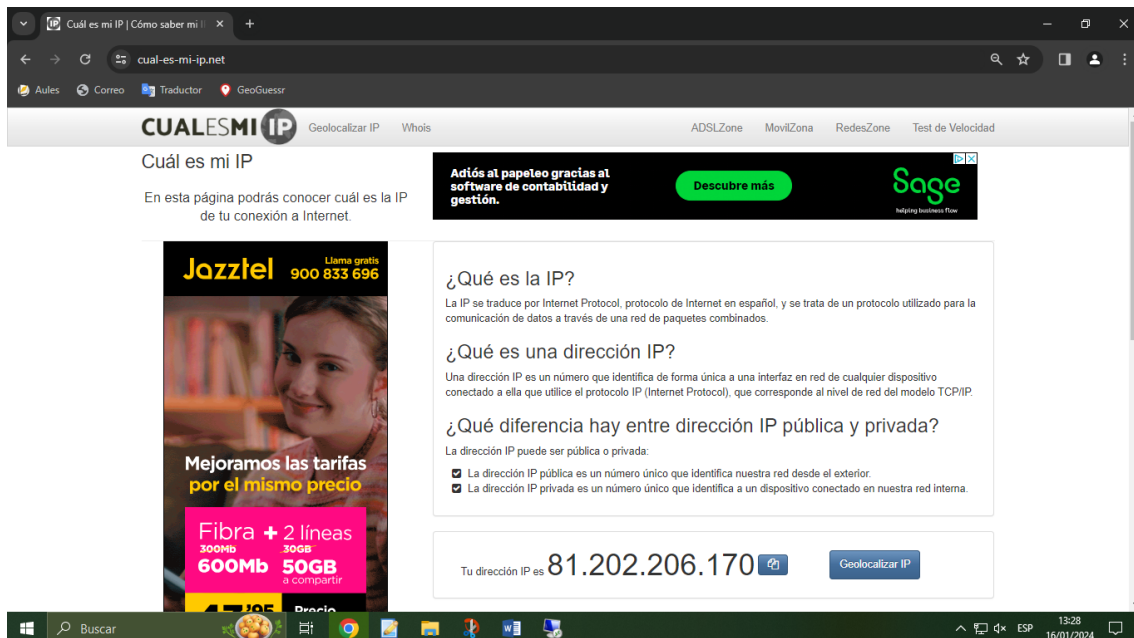 Cuál es mi IP | Cómo saber mi I
cual-es-mi-ip.net
Aules Correo Traductor GeoGuessr
CUALESMI IP Geolocalizar IP Whois ADSLZone MovilZona RedesZone Test de Velocidad
Cuál es mi IP
En esta página podrás conocer cuál es la IP
de tu conexión a Internet.
Adiós al papeleo gracias al
software de contabilidad y
gestión.
Descubre más
Sage
helping business flow
Jazztel
Llama gratis
900 833 696
Mejoramos las tarifas
por el mismo precio
Fibra + 2 líneas
300Mb 30GB
600Mb 50GB
a compartir
Precio
¿Qué es la IP?
La IP se traduce por Internet Protocol, protocolo de Internet en español, y se trata de un protocolo utilizado para la
comunicación de datos a través de una red de paquetes combinados.
¿Qué es una dirección IP?
Una dirección IP es un número que identifica de forma única a una interfaz en red de cualquier dispositivo
conectado a ella que utilice el protocolo IP (Internet Protocol), que corresponde al nivel de red del modelo TCP/IP.
¿Qué diferencia hay entre dirección IP pública y privada?
La dirección IP puede ser pública o privada:
La dirección IP pública es un número único que identifica nuestra red desde el exterior.
La dirección IP privada es un número único que identifica a un dispositivo conectado en nuestra red interna.
Tu dirección IP es 81.202.206.170 Geolocalizar IP
Buscar
ESP
13:28
16/01/2024